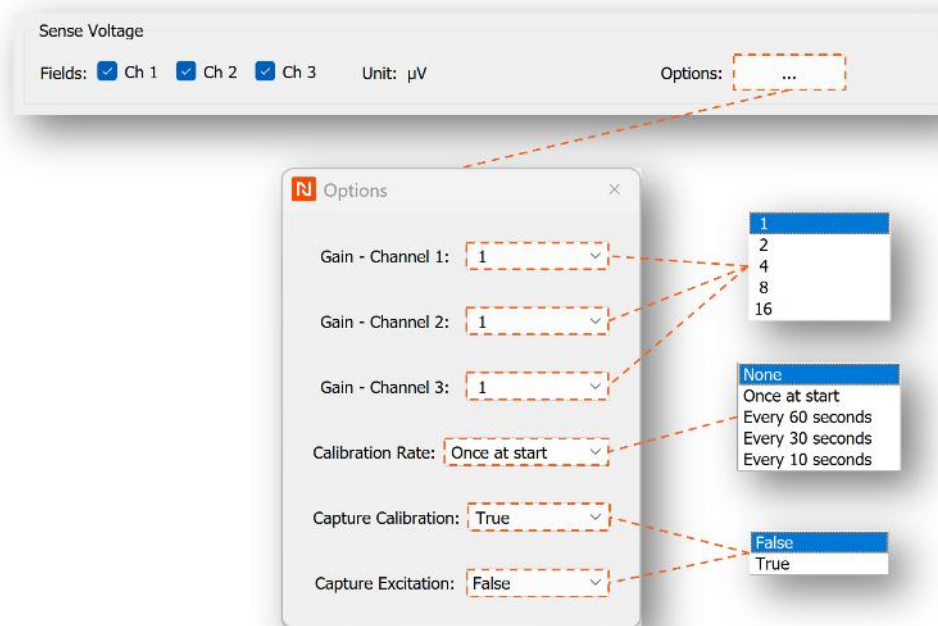 Sense Voltage
Fields: Ch 1 Ch 2 Ch 3 Unit: µV Options: ...
Options
Gain - Channel 1: 1
Gain - Channel 2: 1
Gain - Channel 3: 1
Calibration Rate: Once at start
Capture Calibration: True
Capture Excitation: False
1
2
4
8
16
None
Once at start
Every 60 seconds
Every 30 seconds
Every 10 seconds
False
True